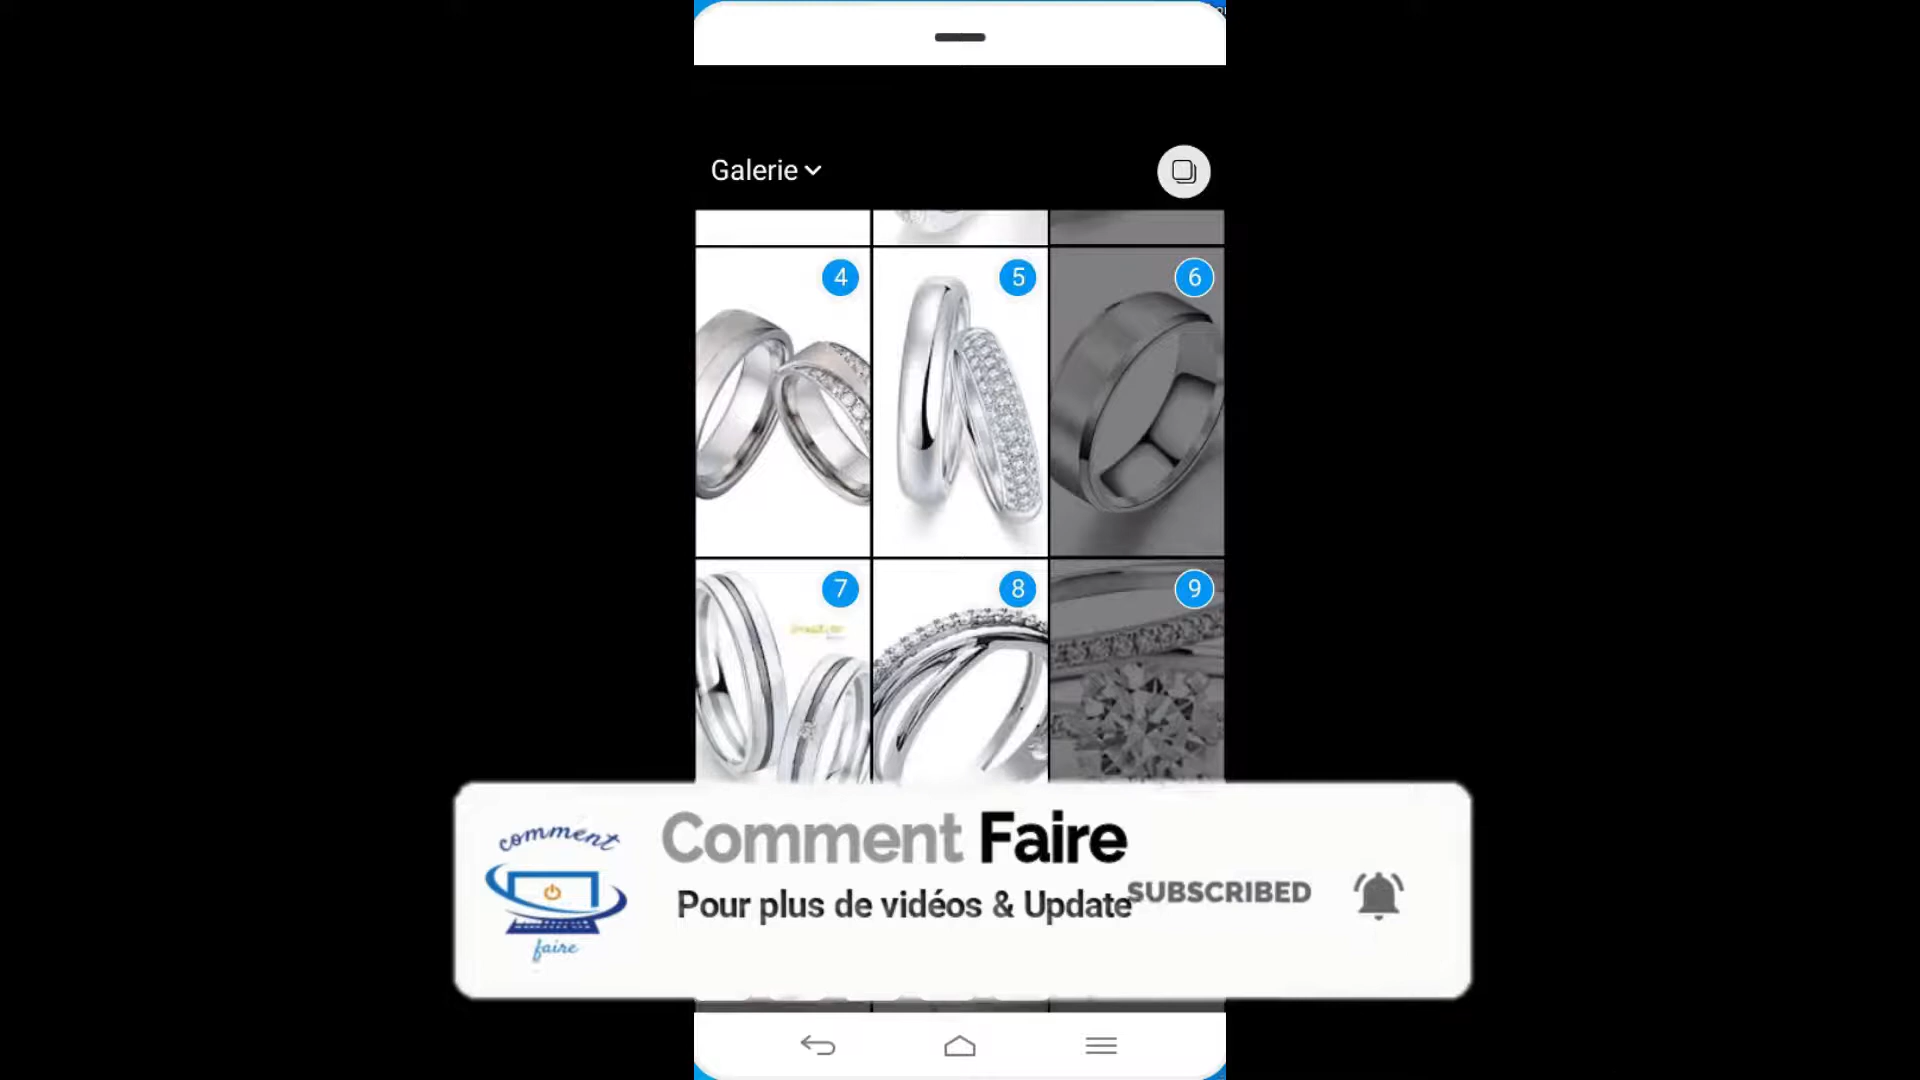 Galerie
4
5
6
7
8
9
comment
faire
Comment Faire
Pour plus de vidéos & Update
SUBSCRIBED